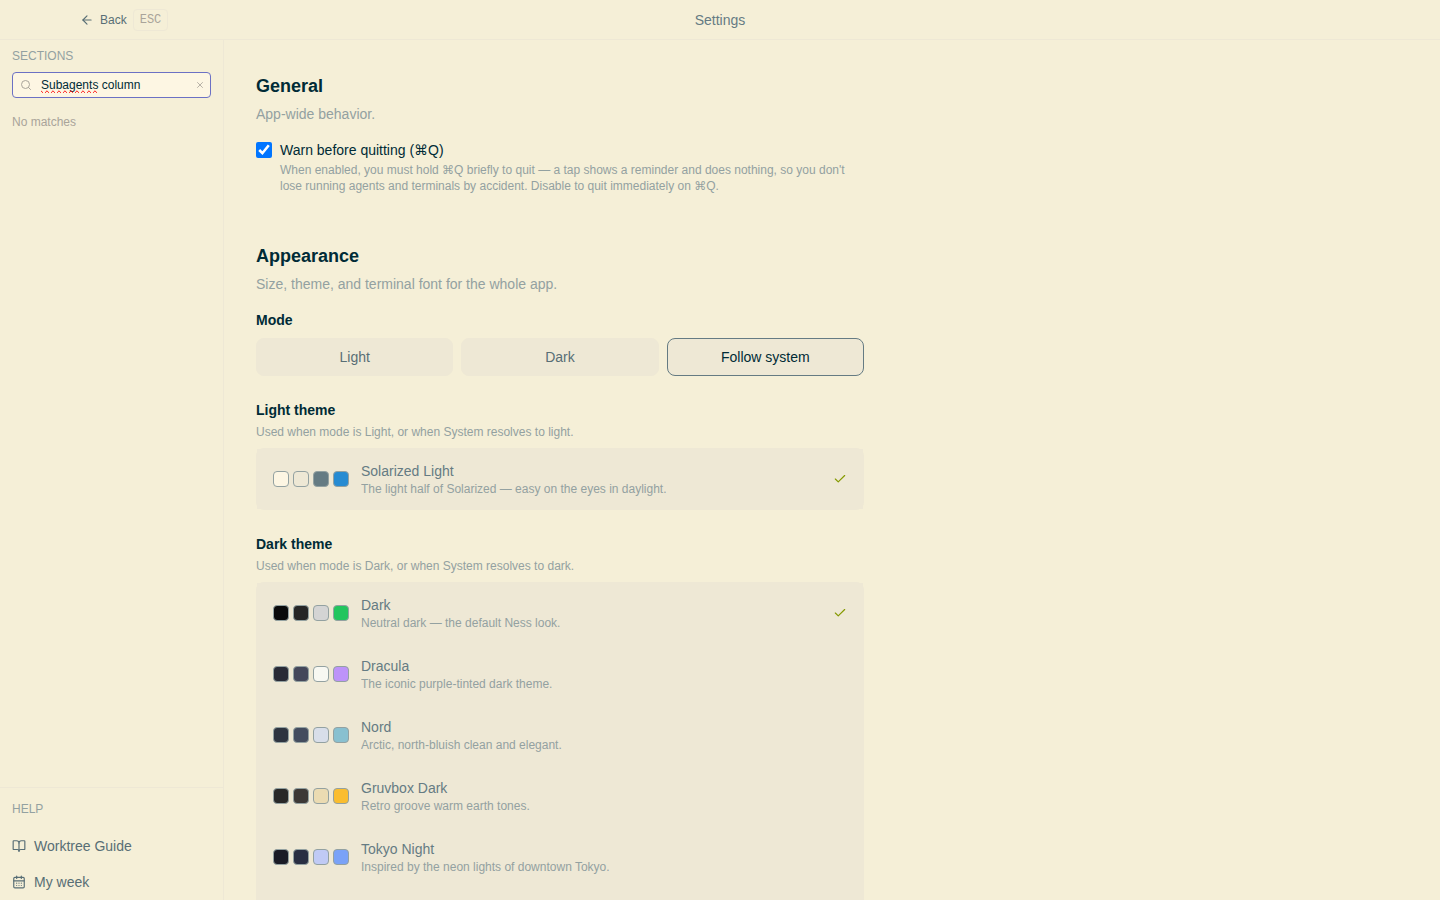 Back ESC
Settings
SECTIONS
Subagents column
No matches
General
App-wide behavior.
Warn before quitting (⌘Q)
When enabled, you must hold ⌘Q briefly to quit — a tap shows a reminder and does nothing, so you don't
lose running agents and terminals by accident. Disable to quit immediately on ⌘Q.
Appearance
Size, theme, and terminal font for the whole app.
Mode
Light
Dark
Follow system
Light theme
Used when mode is Light, or when System resolves to light.
Solarized Light
The light half of Solarized — easy on the eyes in daylight.
Dark theme
Used when mode is Dark, or when System resolves to dark.
Dark
Neutral dark — the default Ness look.
Dracula
The iconic purple-tinted dark theme.
Nord
Arctic, north-bluish clean and elegant.
Gruvbox Dark
Retro groove warm earth tones.
Tokyo Night
Inspired by the neon lights of downtown Tokyo.
HELP
Worktree Guide
My week